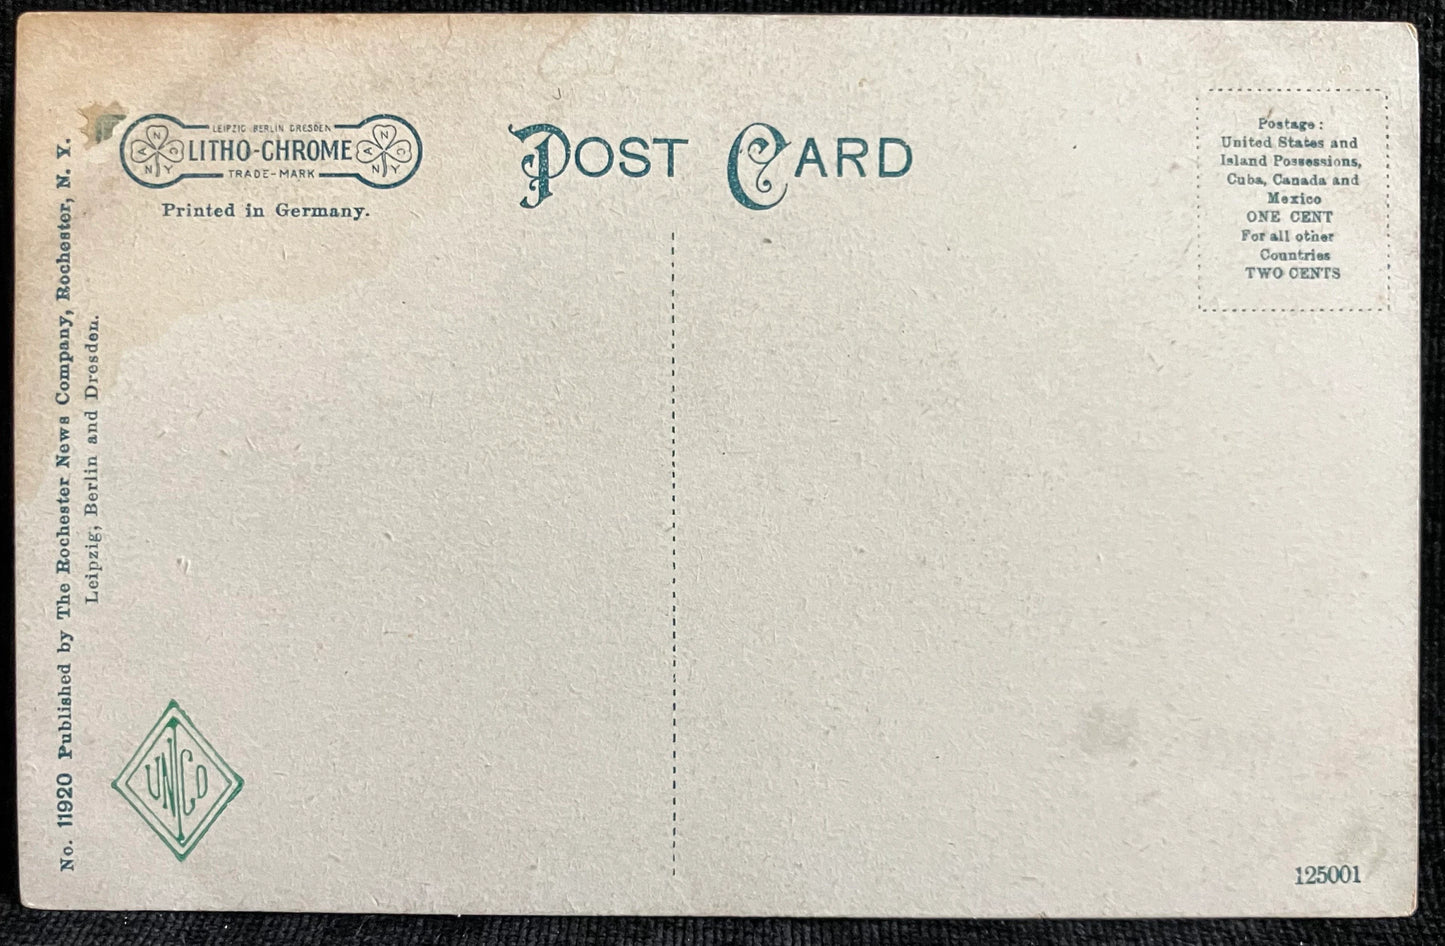 LEIPZIG BERLIN DRESDEN
LITHO-CHROME
TRADE-MARK
A N C N Y
A N C N Y
Printed in Germany.
POST CARD
Postage:
United States and
Island Possessions,
Cuba, Canada and
Mexico
ONE CENT
For all other
Countries
TWO CENTS
No. 11920 Published by The Rochester News Company, Rochester, N. Y.
Leipzig, Berlin and Dresden.
UNICO
125001